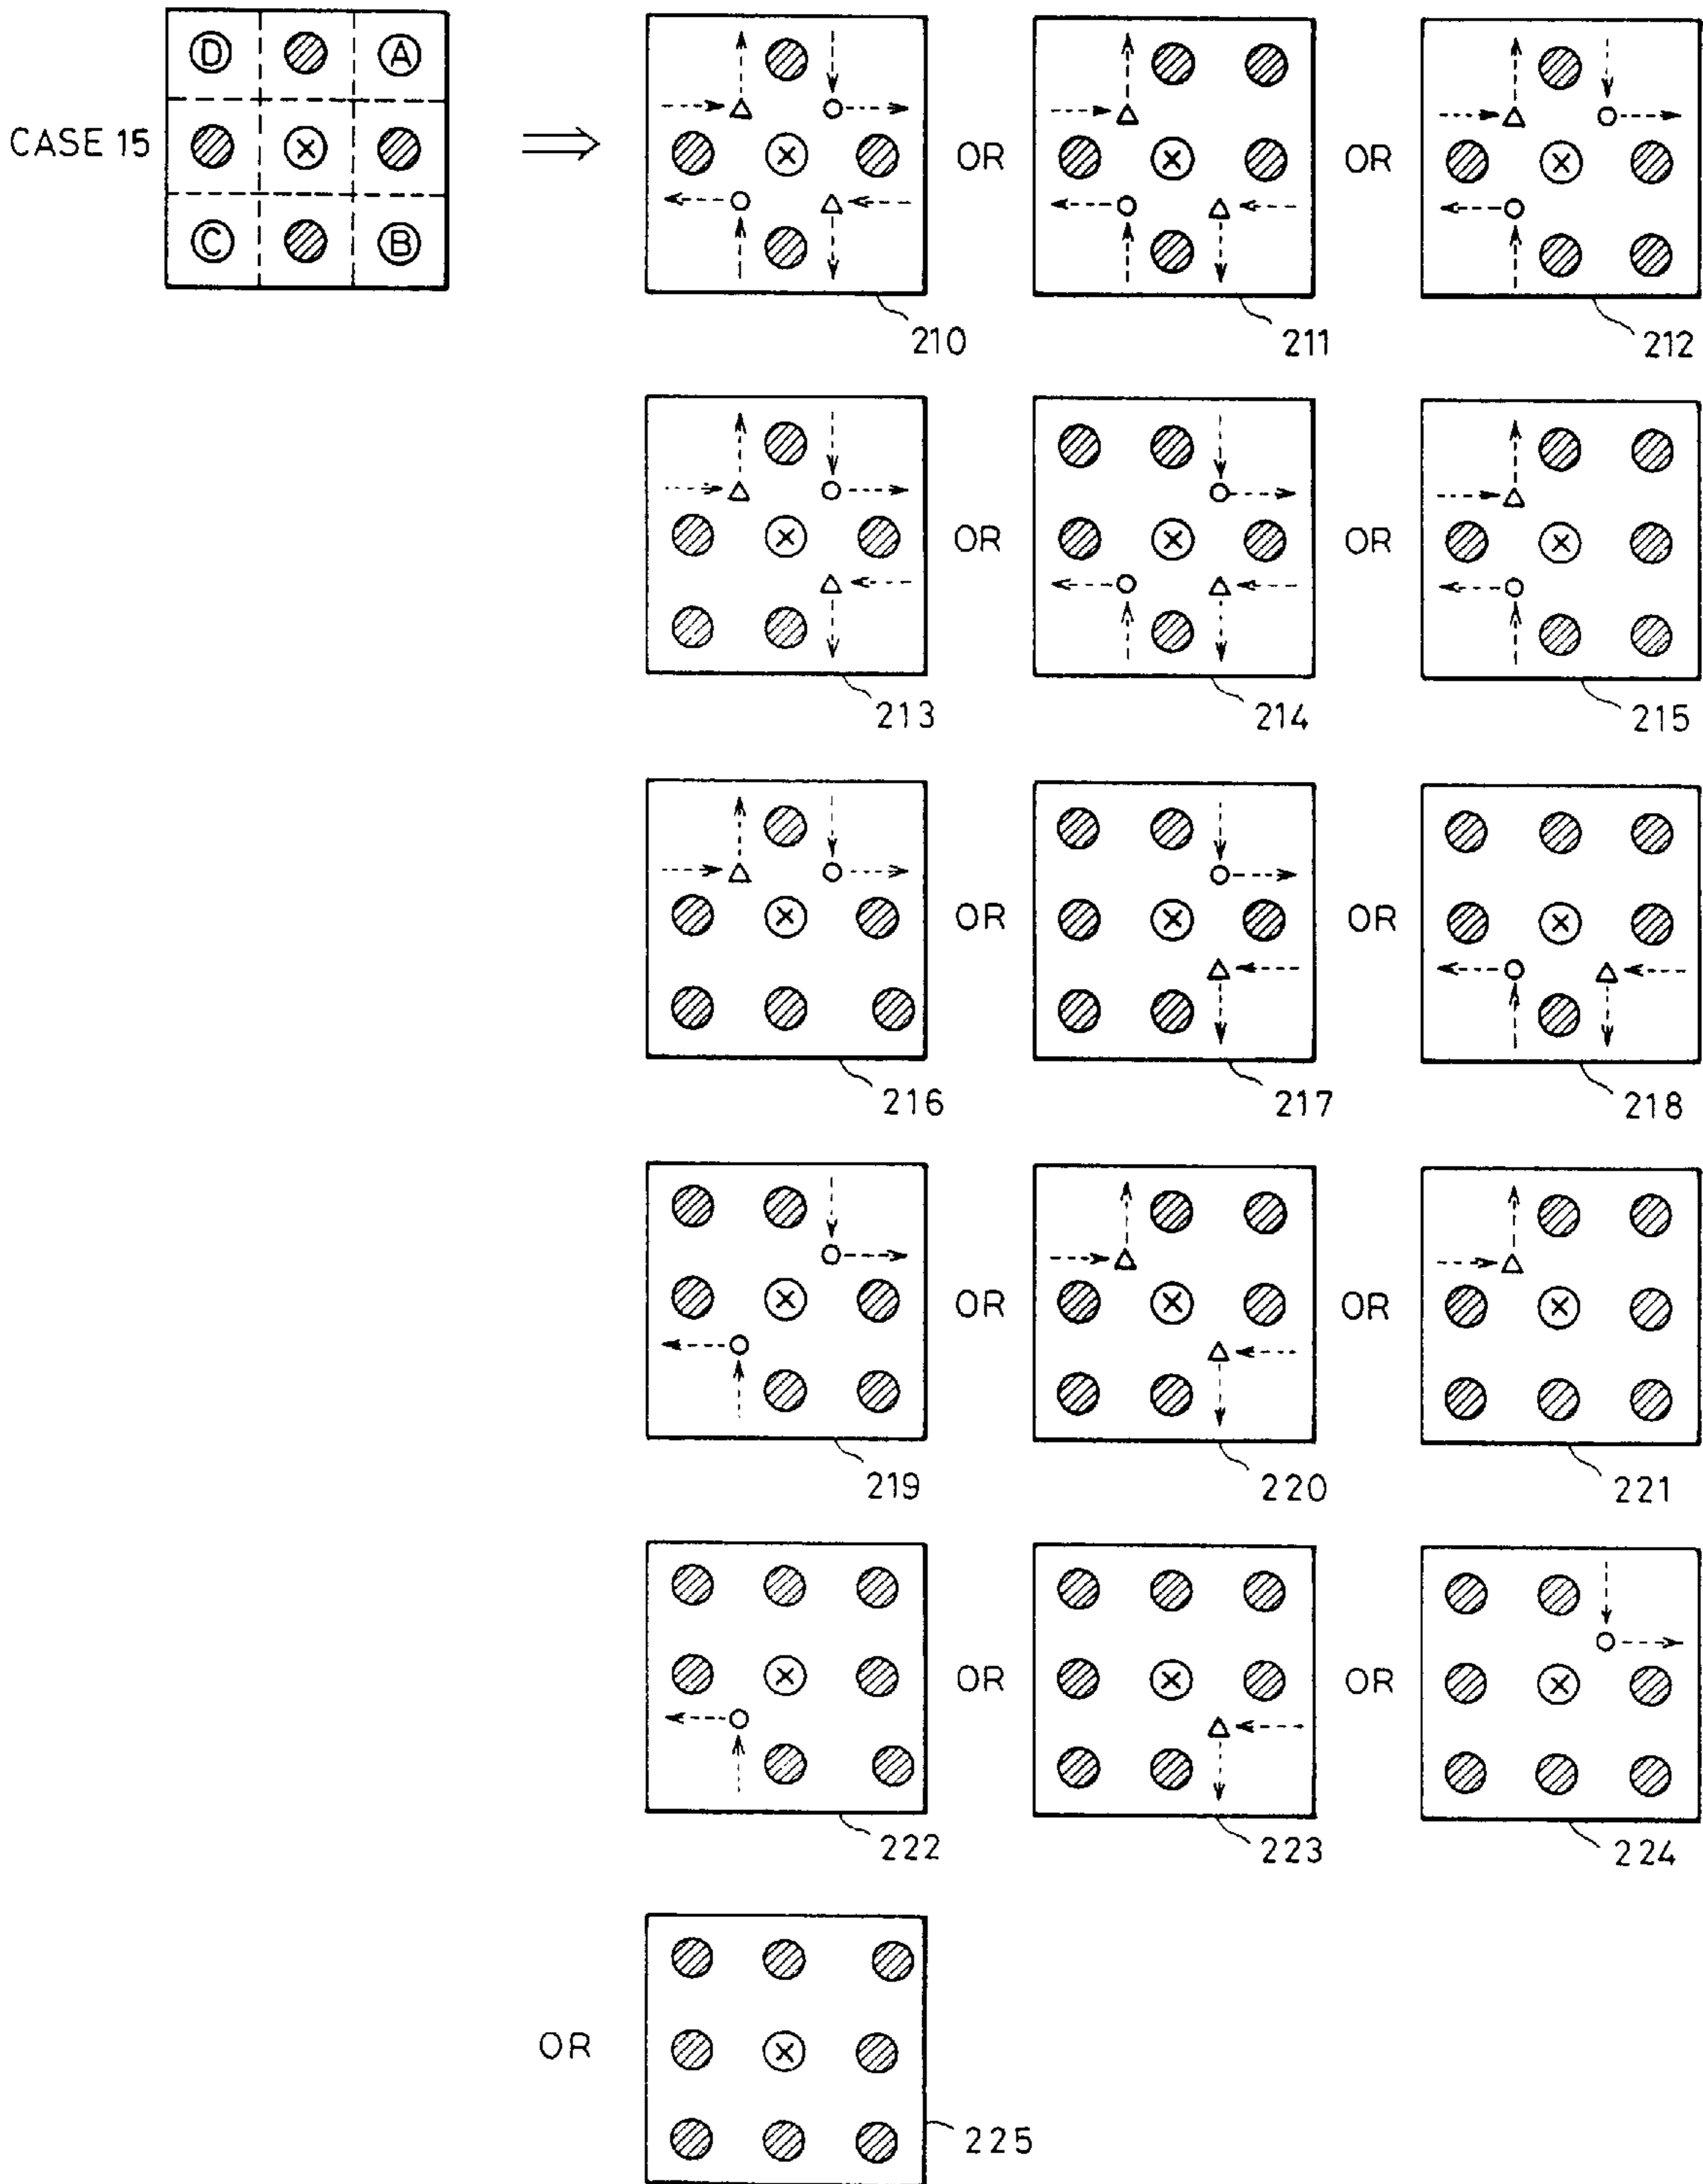 D A
CASE 15 × OR × OR ×
C B
210 211 212
× OR × OR ×
213 214 215
× OR × OR ×
216 217 218
× OR × OR ×
219 220 221
× OR × OR ×
222 223 224
OR ×
225